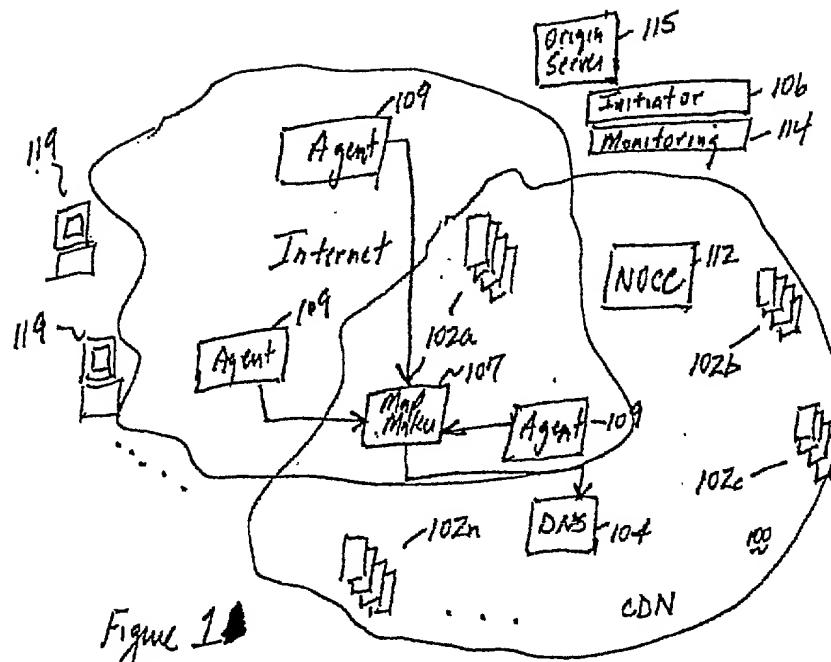 Origin
Server
115
Initiator
106
Monitoring
114
109
Agent
119
Internet
NOCC
112
119
109
Agent
102a
107
Map
Maker
Agent
109
102b
102c
DNS
104
102n
100
. . .
CDN
Figure 1